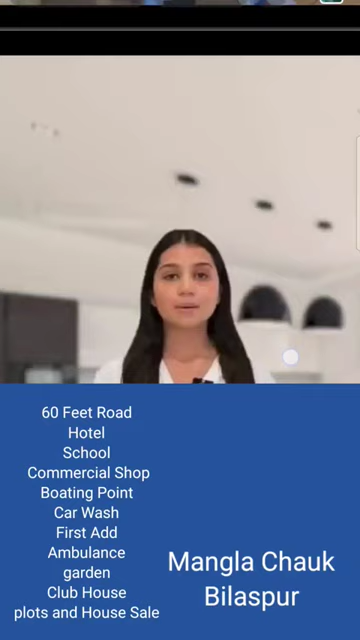 60 Feet Road
Hotel
School
Commercial Shop
Boating Point
Car Wash
First Add
Ambulance
garden
Club House
plots and House Sale
Mangla Chauk
Bilaspur